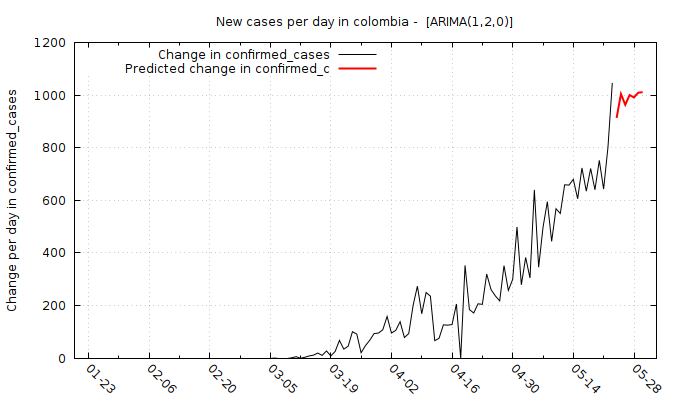 New cases per day in colombia -  [ARIMA(1,2,0)]
Change in confirmed_cases
Predicted change in confirmed_c
Change per day in confirmed_cases
1200
1000
800
600
400
200
0
01-23 02-06 02-20 03-05 03-19 04-02 04-16 04-30 05-14 05-28